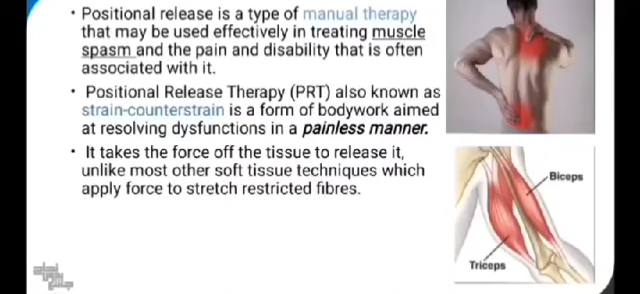 • Positional release is a type of manual therapy
that may be used effectively in treating muscle
spasm and the pain and disability that is often
associated with it.
• Positional Release Therapy (PRT) also known as
strain-counterstrain is a form of bodywork aimed
at resolving dysfunctions in a painless manner.
• It takes the force off the tissue to release it,
unlike most other soft tissue techniques which
apply force to stretch restricted fibres.
Biceps
Triceps